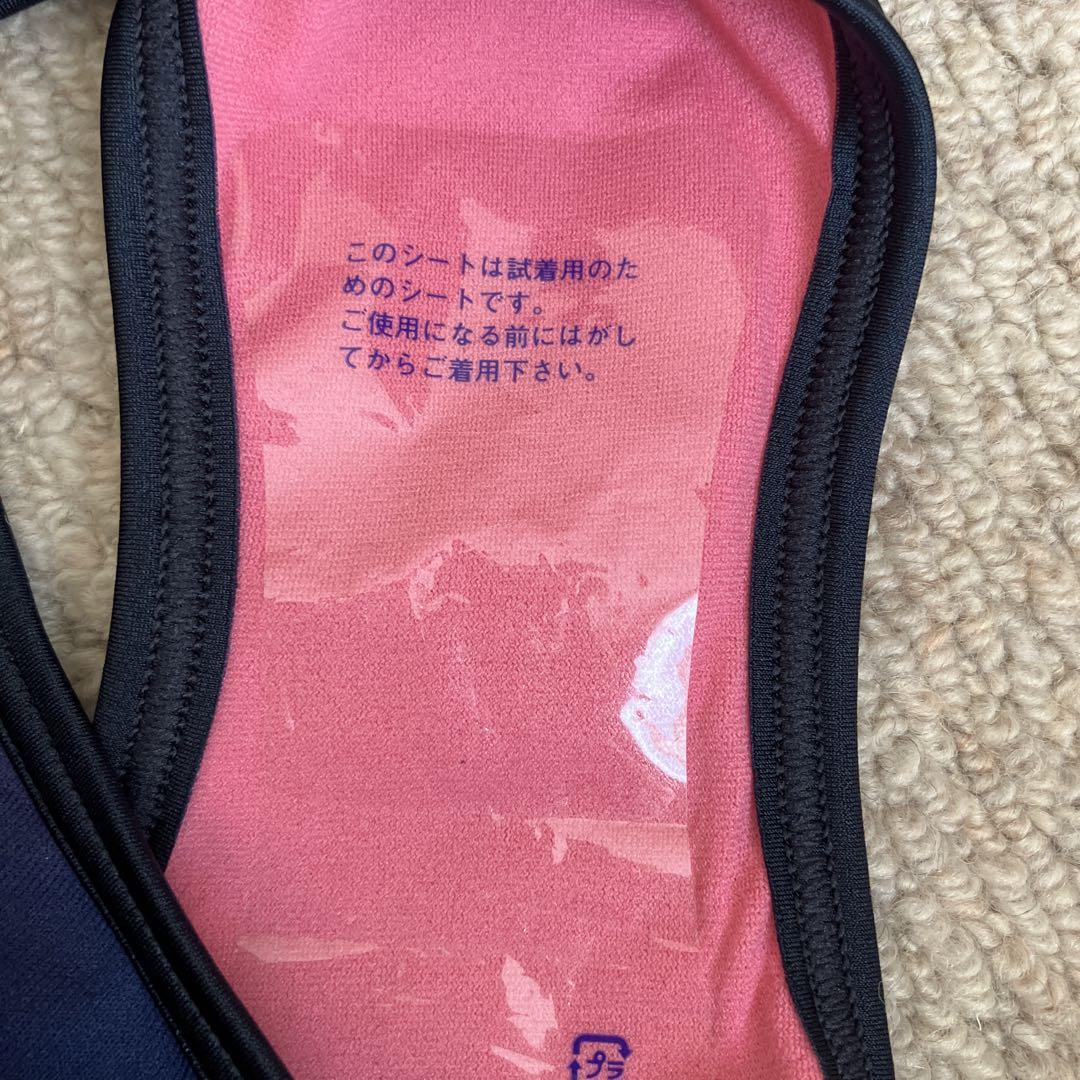 このシートは試着用のた
めのシートです。
ご使用になる前にはがし
てからご着用下さい。
プラ